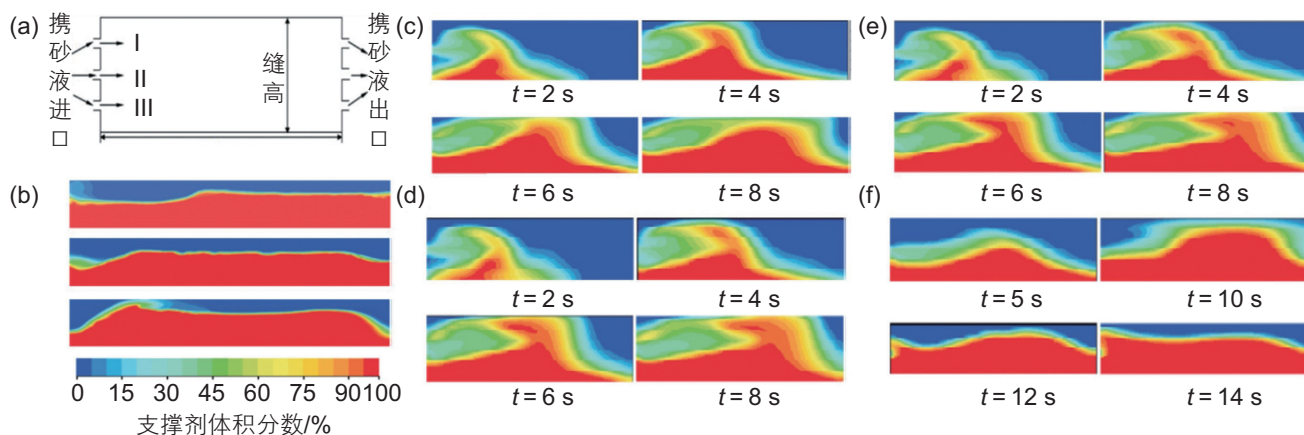 (a)
携砂液进口
I
II
III
缝高
携砂液出口
(b)
0 15 30 45 60 75 90 100
支撑剂体积分数/%
(c)
t = 2 s
t = 4 s
t = 6 s
t = 8 s
(d)
t = 2 s
t = 4 s
t = 6 s
t = 8 s
(e)
t = 2 s
t = 4 s
t = 6 s
t = 8 s
(f)
t = 5 s
t = 10 s
t = 12 s
t = 14 s